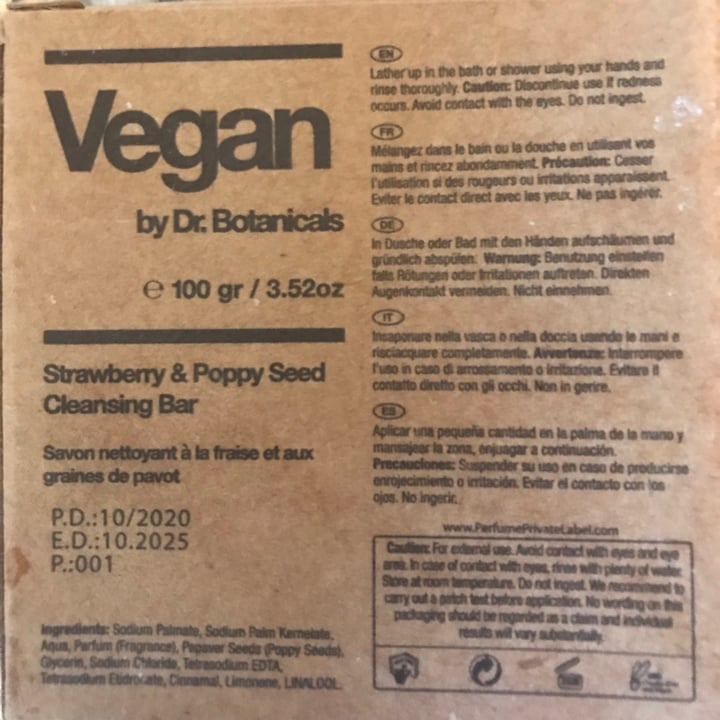 Vegan
by Dr. Botanicals
℮ 100 gr / 3.52oz
Strawberry & Poppy Seed
Cleansing Bar
Savon nettoyant à la fraise et aux
graines de pavot
P.D.:10/2020
E.D.:10.2025
P.:001
Ingredients: Sodium Palmate, Sodium Palm Kernelate,
Aqua, Parfum (Fragrance), Papaver Seeds (Poppy Seeds),
Glycerin, Sodium Chloride, Tetrasodium EDTA,
Tetrasodium Etidrocate, Cinnamal, Limonene, LINALOOL.
EN
Lather up in the bath or shower using your hands and
rinse thoroughly. Caution: Discontinue use if redness
occurs. Avoid contact with the eyes. Do not ingest.
FR
Mélangez dans le bain ou la douche en utilisant vos
mains et rincez abondamment. Précaution: Cesser
l'utilisation si des rougeurs ou irritations apparaissent.
Eviter le contact direct avec les yeux. Ne pas ingérer.
DE
In Dusche oder Bad mit den Händen aufschäumen und
gründlich abspülen. Warnung: Benutzung einstellen
falls Rötungen oder Irritationen auftreten. Direkten
Augenkontakt vermeiden. Nicht einnehmen.
IT
Insaponare nella vasca o nella doccia usando le mani e
risciacquare completamente. Avvertenze: Interrompere
l'uso in caso di arrossamento o irritazione. Evitare il
contatto diretto con gli occhi. Non in gerire.
ES
Aplicar una pequeña cantidad en la palma de la mano y
mansajear la zona, enjuagar a continuación.
Precauciones: Suspender su uso en caso de producirse
enrojecimiento o irritación. Evitar el contacto con los
ojos. No ingerir.
www.PerfumePrivateLabel.com
Caution: For external use. Avoid contact with eyes and eye
area. In case of contact with eyes, rinse with plenty of water.
Store at room temperature. Do not ingest. We recommend to
carry out a patch test before application. No wording on this
packaging should be regarded as a claim and individual
results will vary substantially.